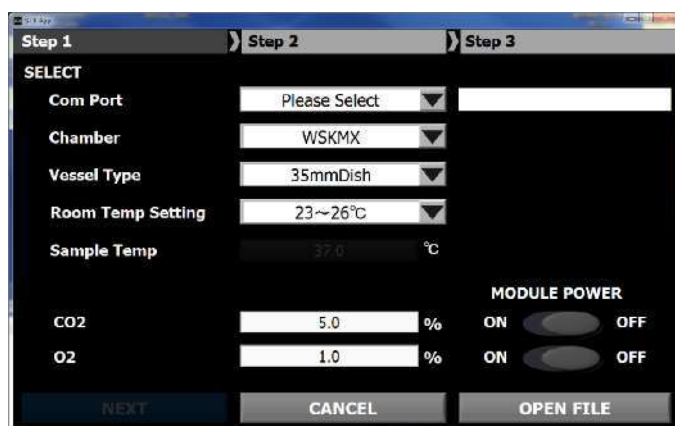 Step 1 Step 2 Step 3
SELECT
Com Port Please Select
Chamber WSKMX
Vessel Type 35mmDish
Room Temp Setting 23~26℃
Sample Temp 37.0 ℃
MODULE POWER
CO2 5.0 % ON OFF
O2 1.0 % ON OFF
NEXT CANCEL OPEN FILE